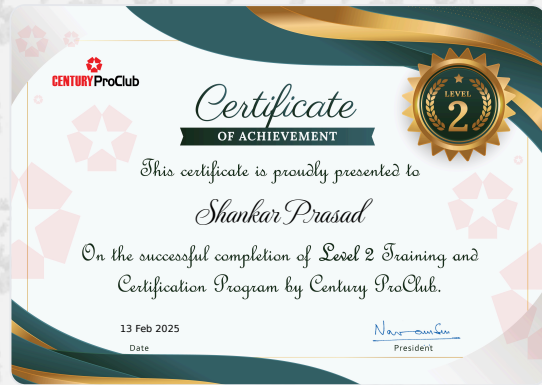 CENTURY ProClub
LEVEL
2
Certificate
OF ACHIEVEMENT
This certificate is proudly presented to
Shankar Prasad
On the successful completion of Level 2 Training and
Certification Program by Century ProClub.
13 Feb 2025
Date
President